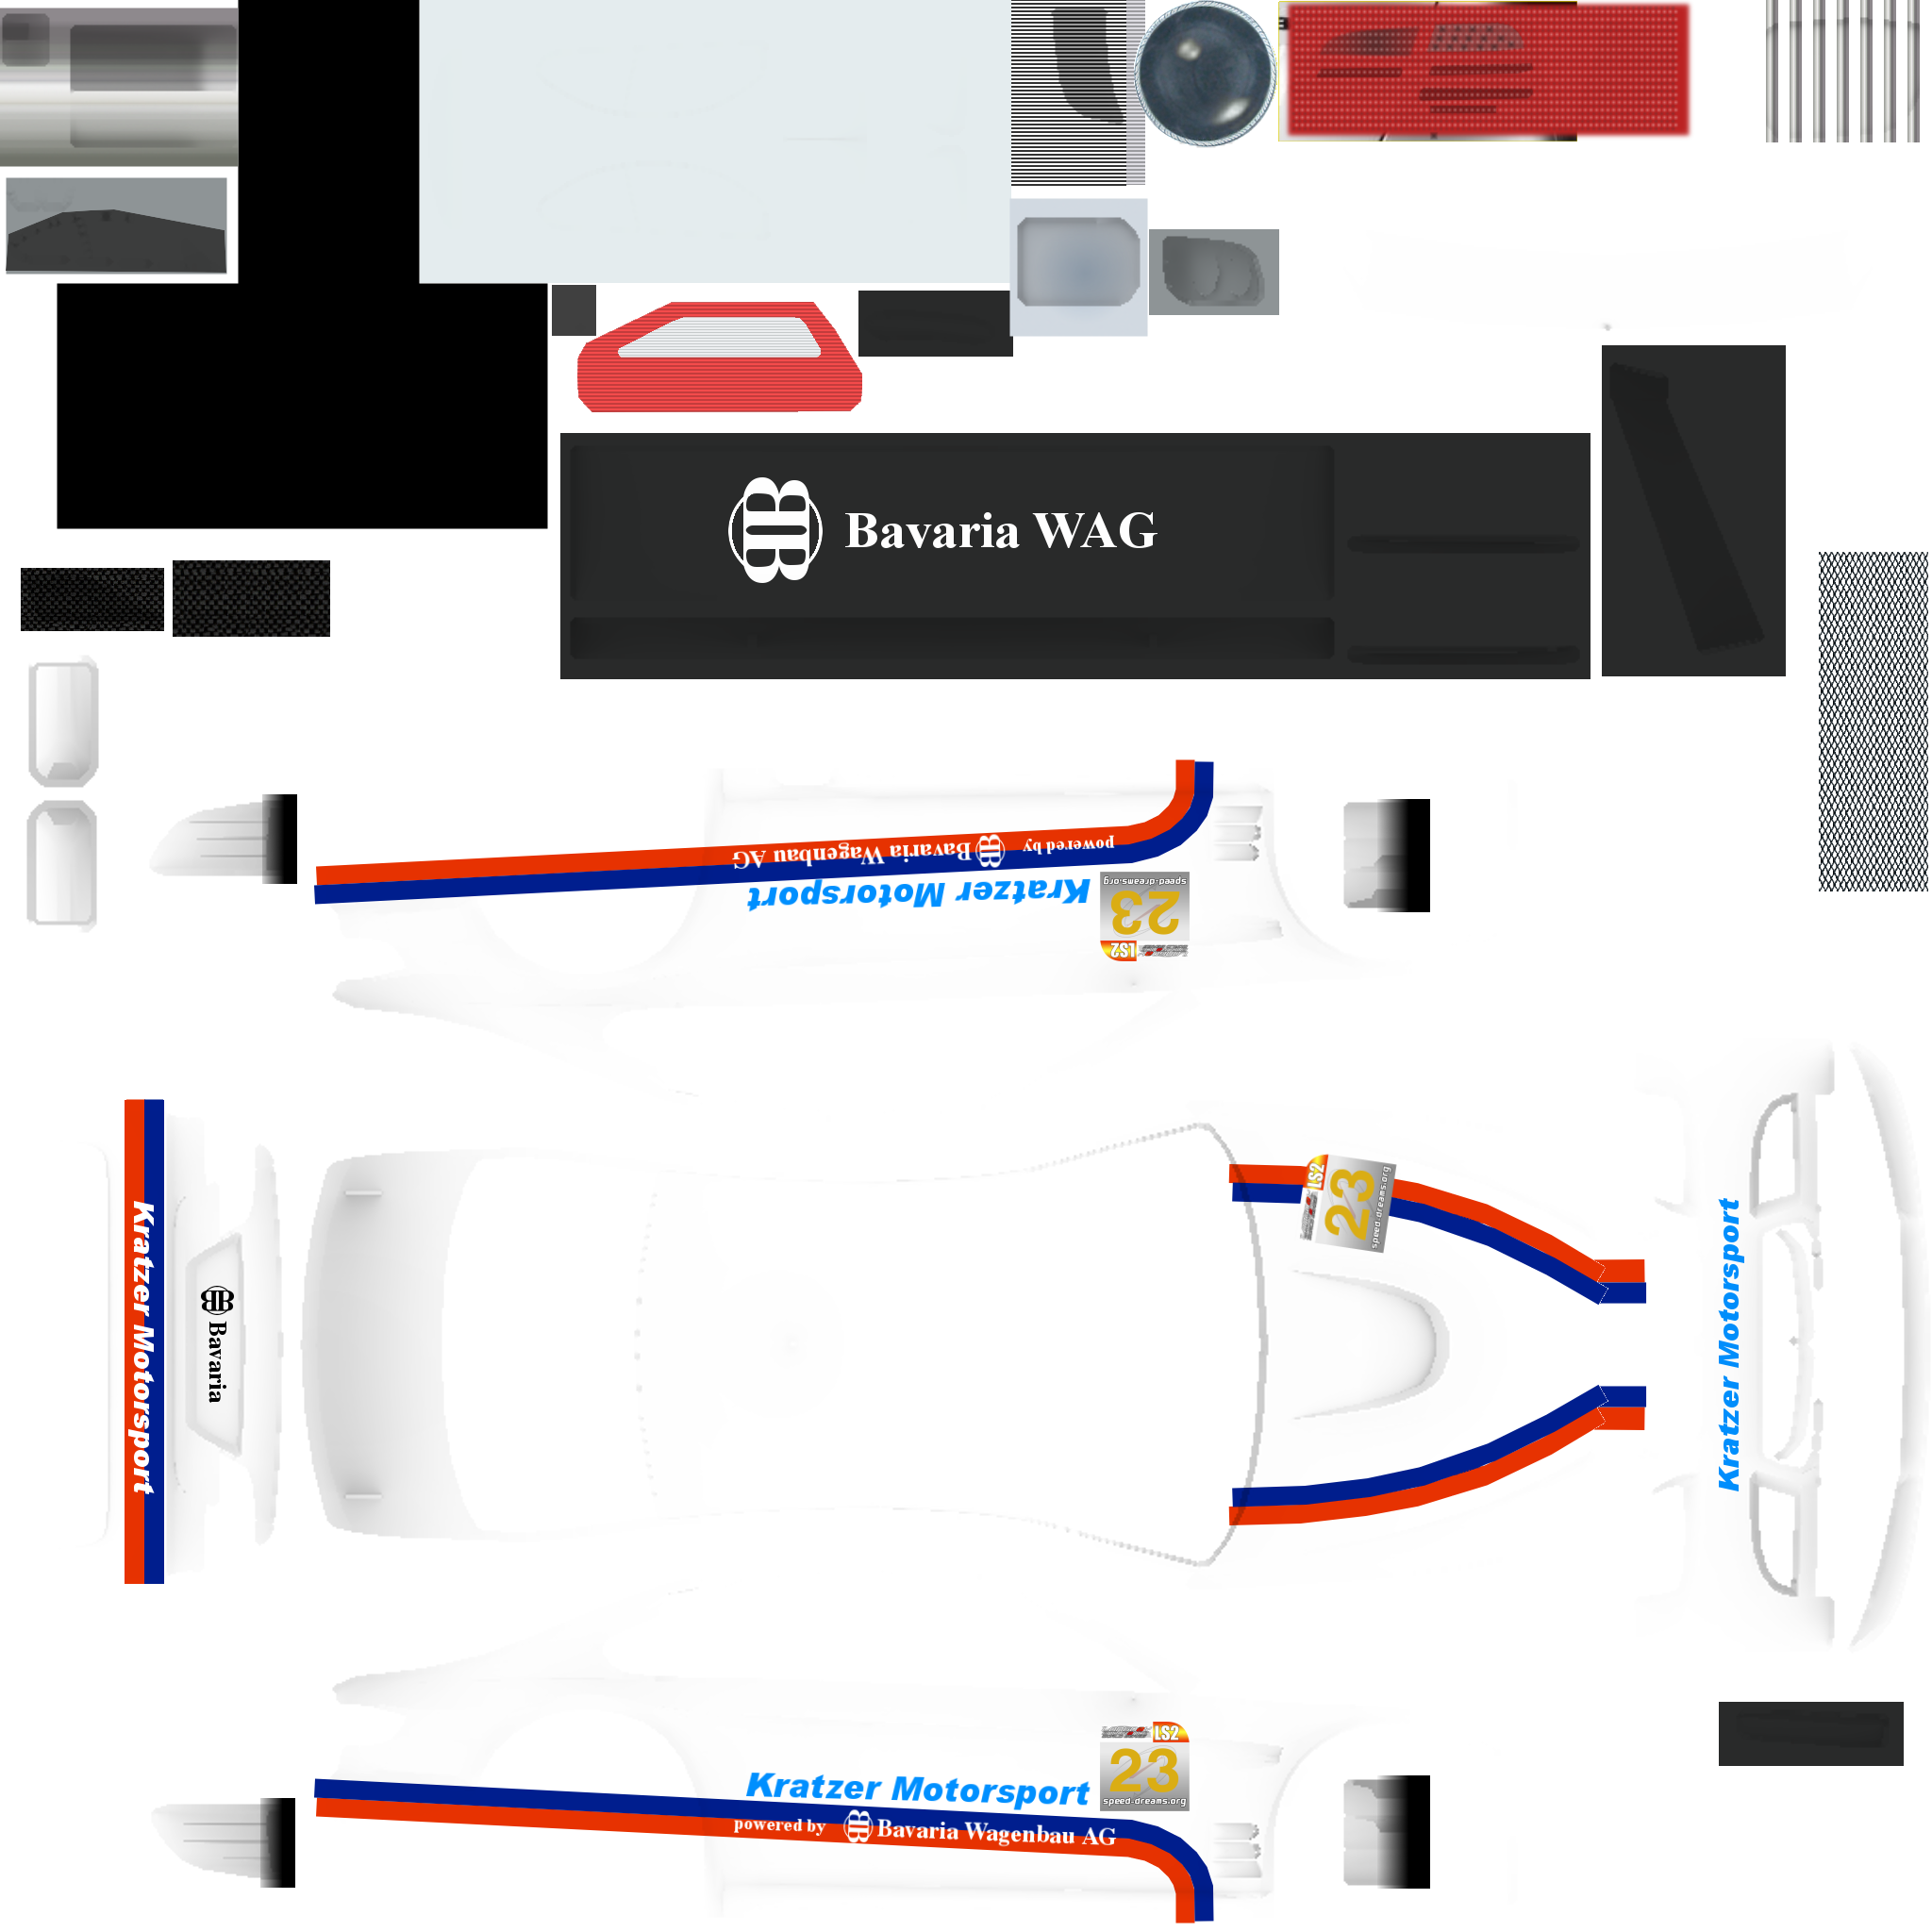 Bavaria WAG
powered by Bavaria Wagenbau AG
Kratzer Motorsport
speed-dreams.org
23
LS2
LS2
23
speed-dreams.org
Kratzer Motorsport
Bavaria
Kratzer Motorsport
LS2
23
speed-dreams.org
Kratzer Motorsport
powered by Bavaria Wagenbau AG